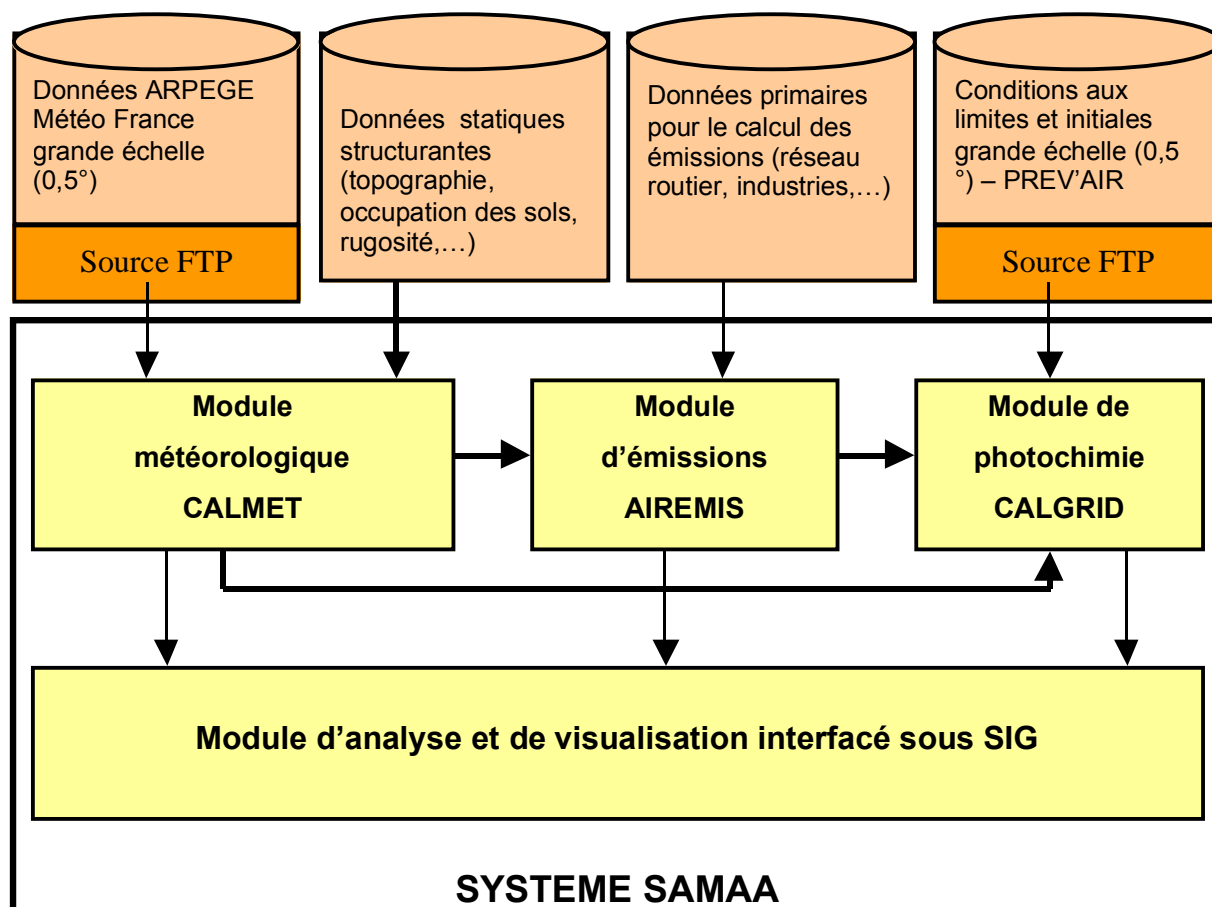 Données ARPEGE
Météo France
grande échelle
(0,5°)
Source FTP
Données statiques
structurantes
(topographie,
occupation des sols,
rugosité,…)
Données primaires
pour le calcul des
émissions (réseau
routier, industries,…)
Conditions aux
limites et initiales
grande échelle (0,5
°) – PREV’AIR
Source FTP
Module
météorologique
CALMET
Module
d’émissions
AIREMIS
Module de
photochimie
CALGRID
Module d’analyse et de visualisation interfacé sous SIG
SYSTEME SAMAA